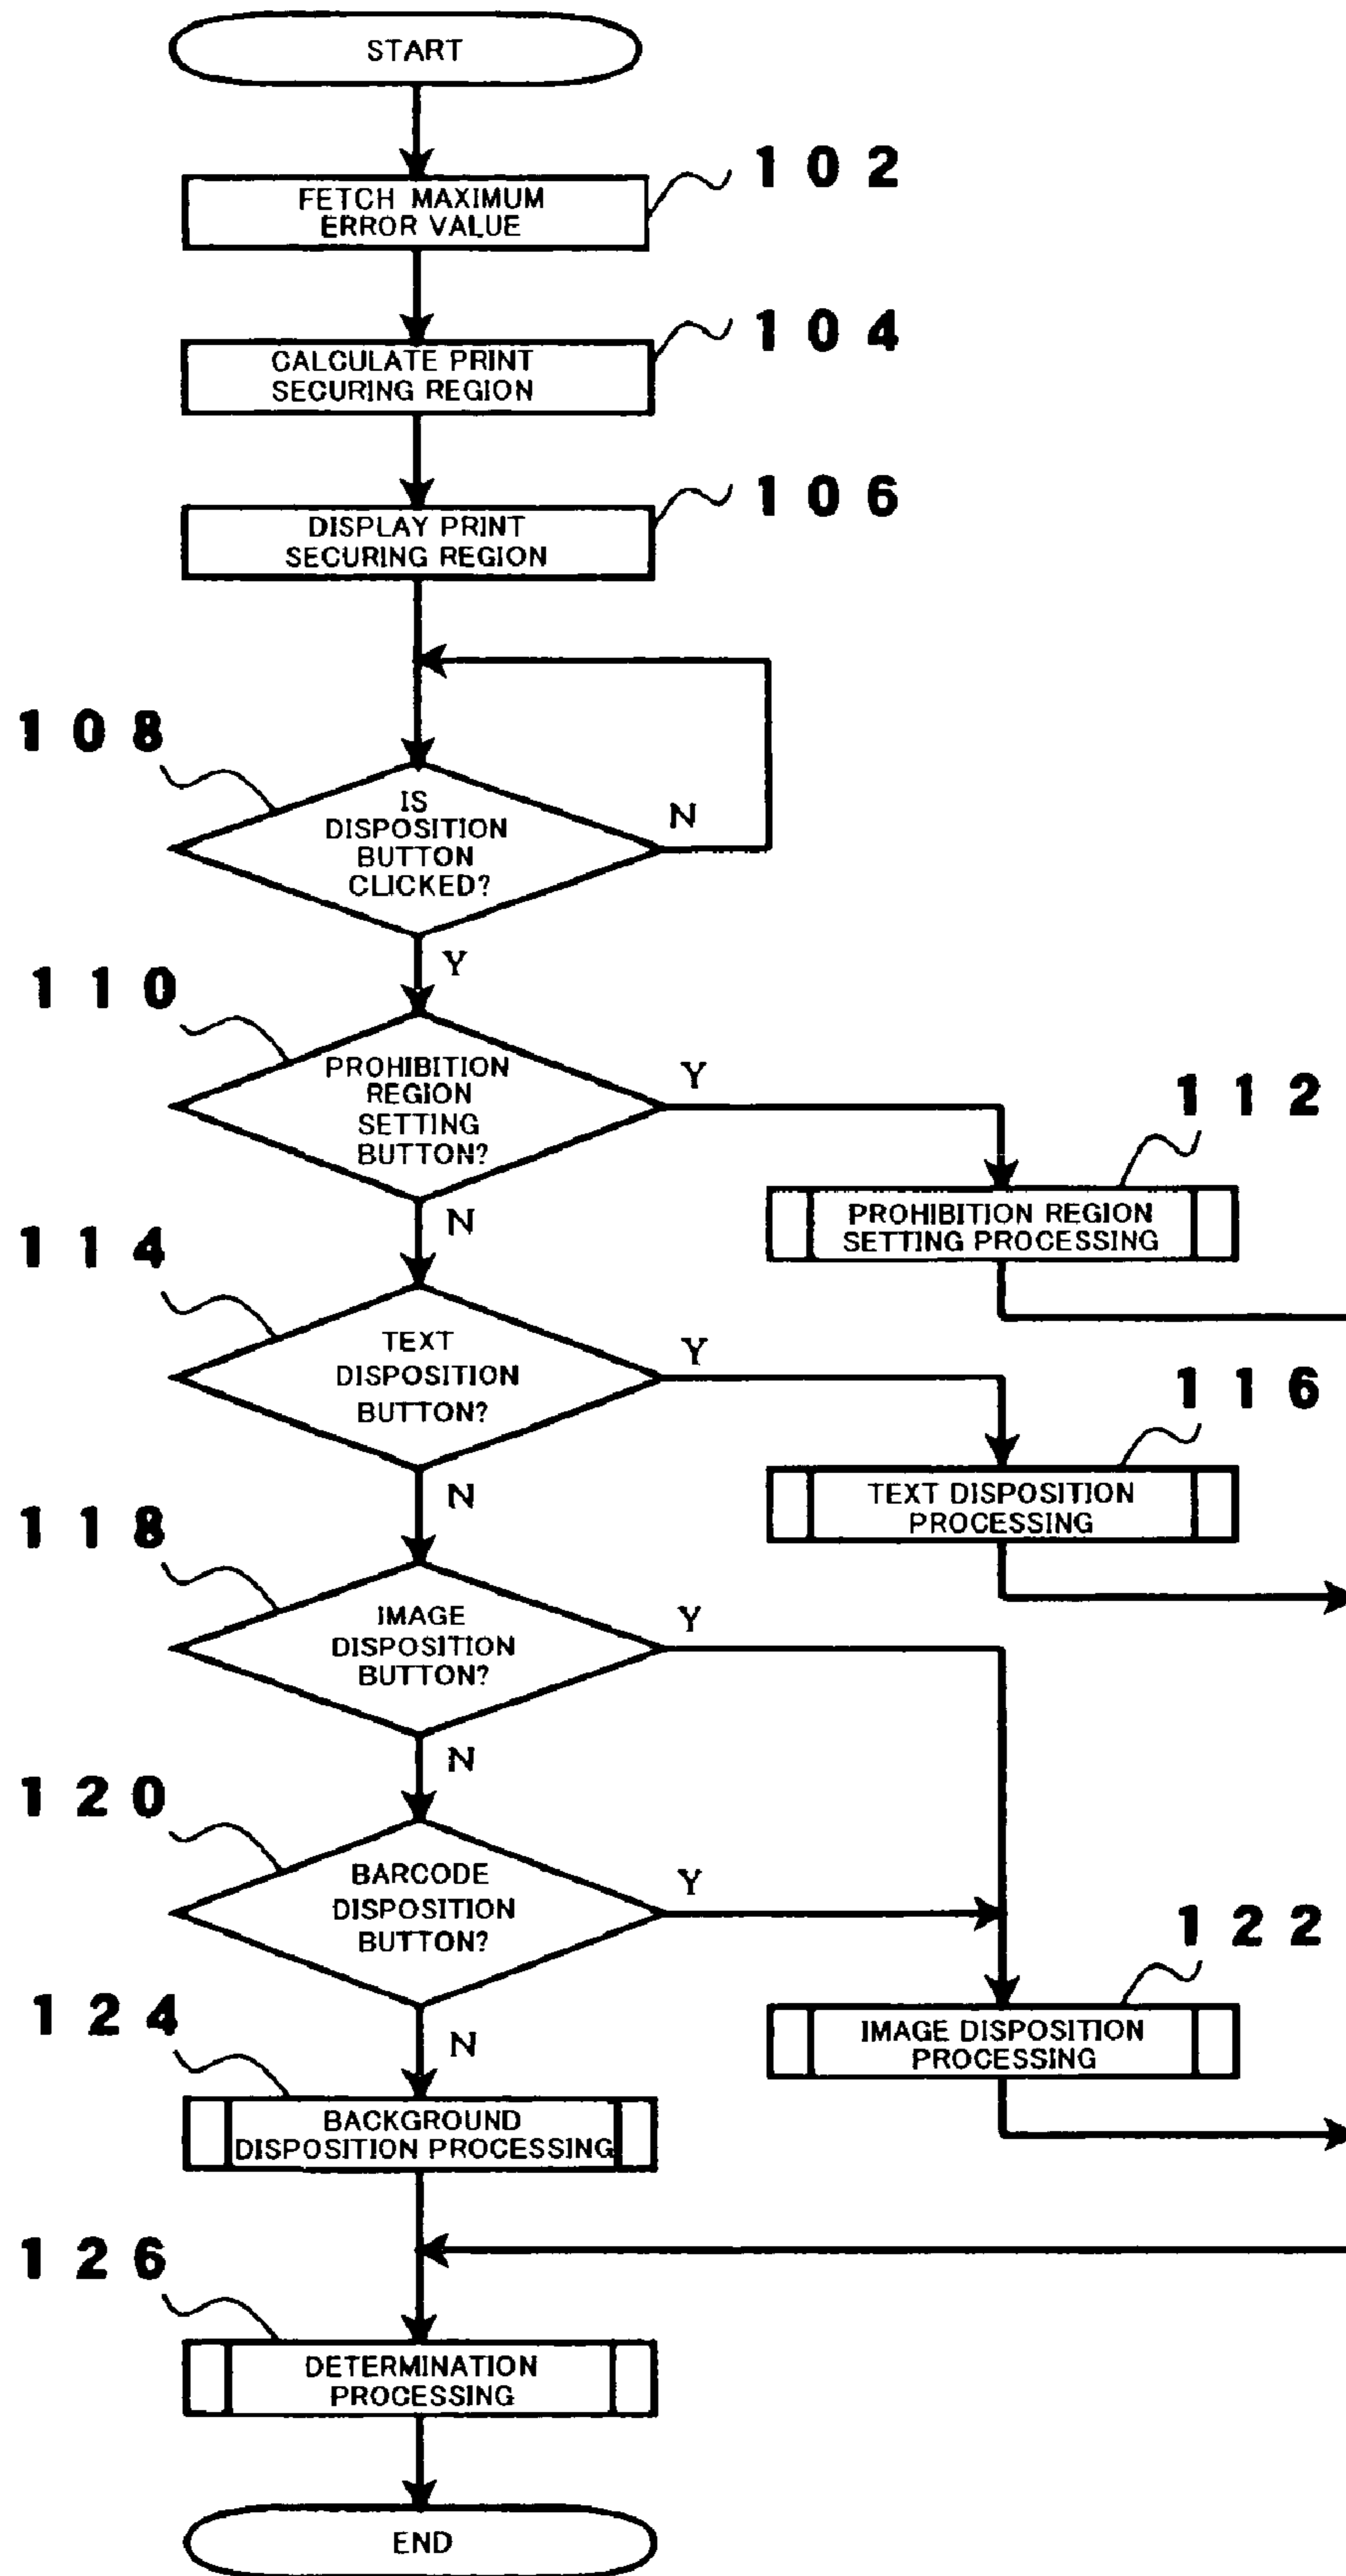 START
102
FETCH MAXIMUM
ERROR VALUE
104
CALCULATE PRINT
SECURING REGION
106
DISPLAY PRINT
SECURING REGION
108
IS
DISPOSITION
BUTTON
CLICKED?
N
Y
110
PROHIBITION
REGION
SETTING
BUTTON?
Y
N
112
PROHIBITION REGION
SETTING PROCESSING
114
TEXT
DISPOSITION
BUTTON?
Y
N
116
TEXT DISPOSITION
PROCESSING
118
IMAGE
DISPOSITION
BUTTON?
Y
N
120
BARCODE
DISPOSITION
BUTTON?
Y
N
122
IMAGE DISPOSITION
PROCESSING
124
BACKGROUND
DISPOSITION PROCESSING
126
DETERMINATION
PROCESSING
END